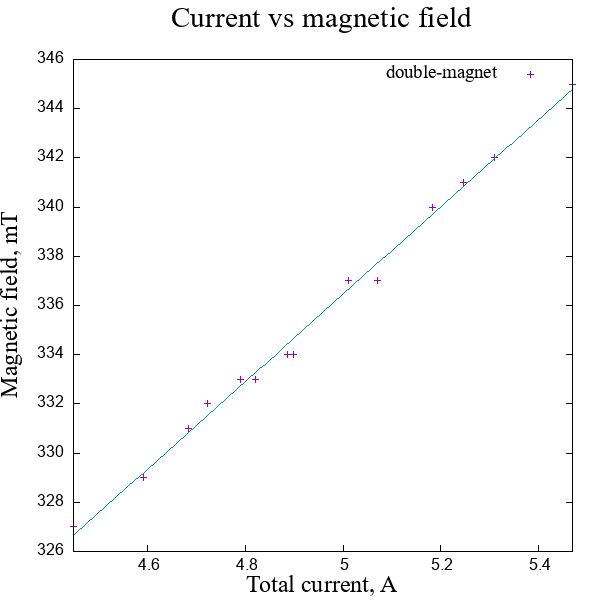 Current vs magnetic field
double-magnet
346
344
342
340
338
336
334
332
330
328
326
Magnetic field, mT
4.6 4.8 5 5.2 5.4
Total current, A